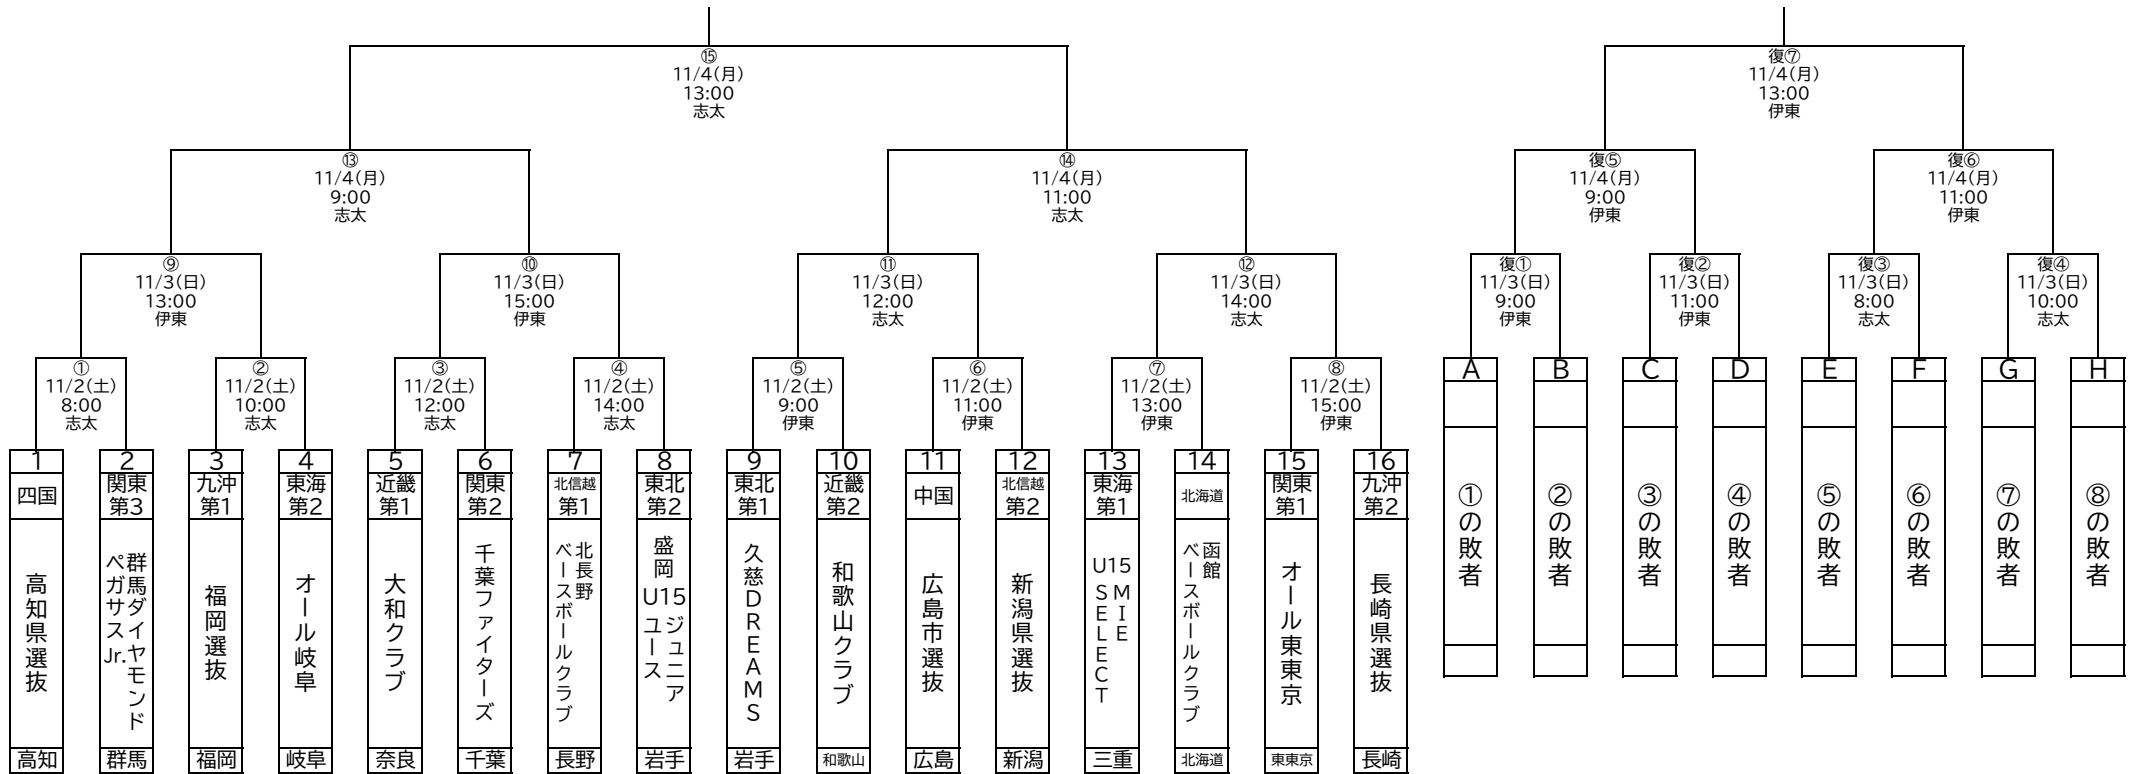 ⑮
11/4(月)
13:00
志太
復⑦
11/4(月)
13:00
伊東
⑬
11/4(月)
9:00
志太
⑭
11/4(月)
11:00
志太
復⑤
11/4(月)
9:00
伊東
復⑥
11/4(月)
11:00
伊東
⑨
11/3(日)
13:00
伊東
⑩
11/3(日)
15:00
伊東
⑪
11/3(日)
12:00
志太
⑫
11/3(日)
14:00
志太
復①
11/3(日)
9:00
伊東
復②
11/3(日)
11:00
伊東
復③
11/3(日)
8:00
志太
復④
11/3(日)
10:00
志太
①
11/2(土)
8:00
志太
②
11/2(土)
10:00
志太
③
11/2(土)
12:00
志太
④
11/2(土)
14:00
志太
⑤
11/2(土)
9:00
伊東
⑥
11/2(土)
11:00
伊東
⑦
11/2(土)
13:00
伊東
⑧
11/2(土)
15:00
伊東
1
四国
高知県選抜
高知
2
関東
第3
群馬ダイヤモンド
ペガサスJr.
群馬
3
九沖
第1
福岡選抜
福岡
4
東海
第2
オール岐阜
岐阜
5
近畿
第1
大和クラブ
奈良
6
関東
第2
千葉ファイターズ
千葉
7
北信越
第1
北長野
ベースボールクラブ
長野
8
東北
第2
盛岡
U15
ジュニア
ユース
岩手
9
東北
第1
久慈DREAMS
岩手
10
近畿
第2
和歌山クラブ
和歌山
11
中国
広島市選抜
広島
12
北信越
第2
新潟県選抜
新潟
13
東海
第1
U15
MIE
SELECT
三重
14
北海道
函館
ベースボールクラブ
北海道
15
関東
第1
オール東東京
東東京
16
九沖
第2
長崎県選抜
長崎
A
①の敗者
B
②の敗者
C
③の敗者
D
④の敗者
E
⑤の敗者
F
⑥の敗者
G
⑦の敗者
H
⑧の敗者